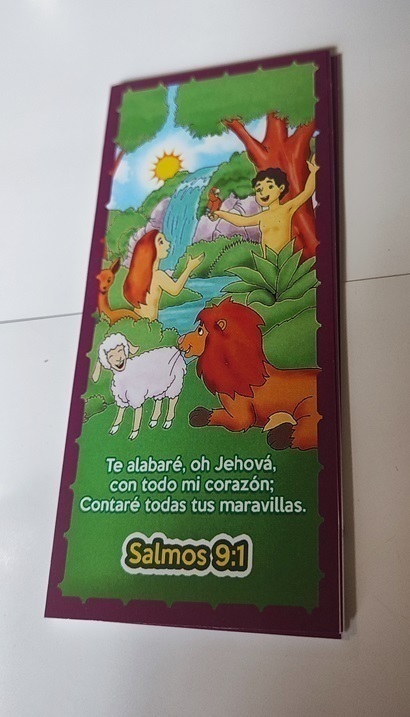 Te alabaré, oh Jehová,
con todo mi corazón;
Contaré todas tus maravillas.
Salmos 9:1